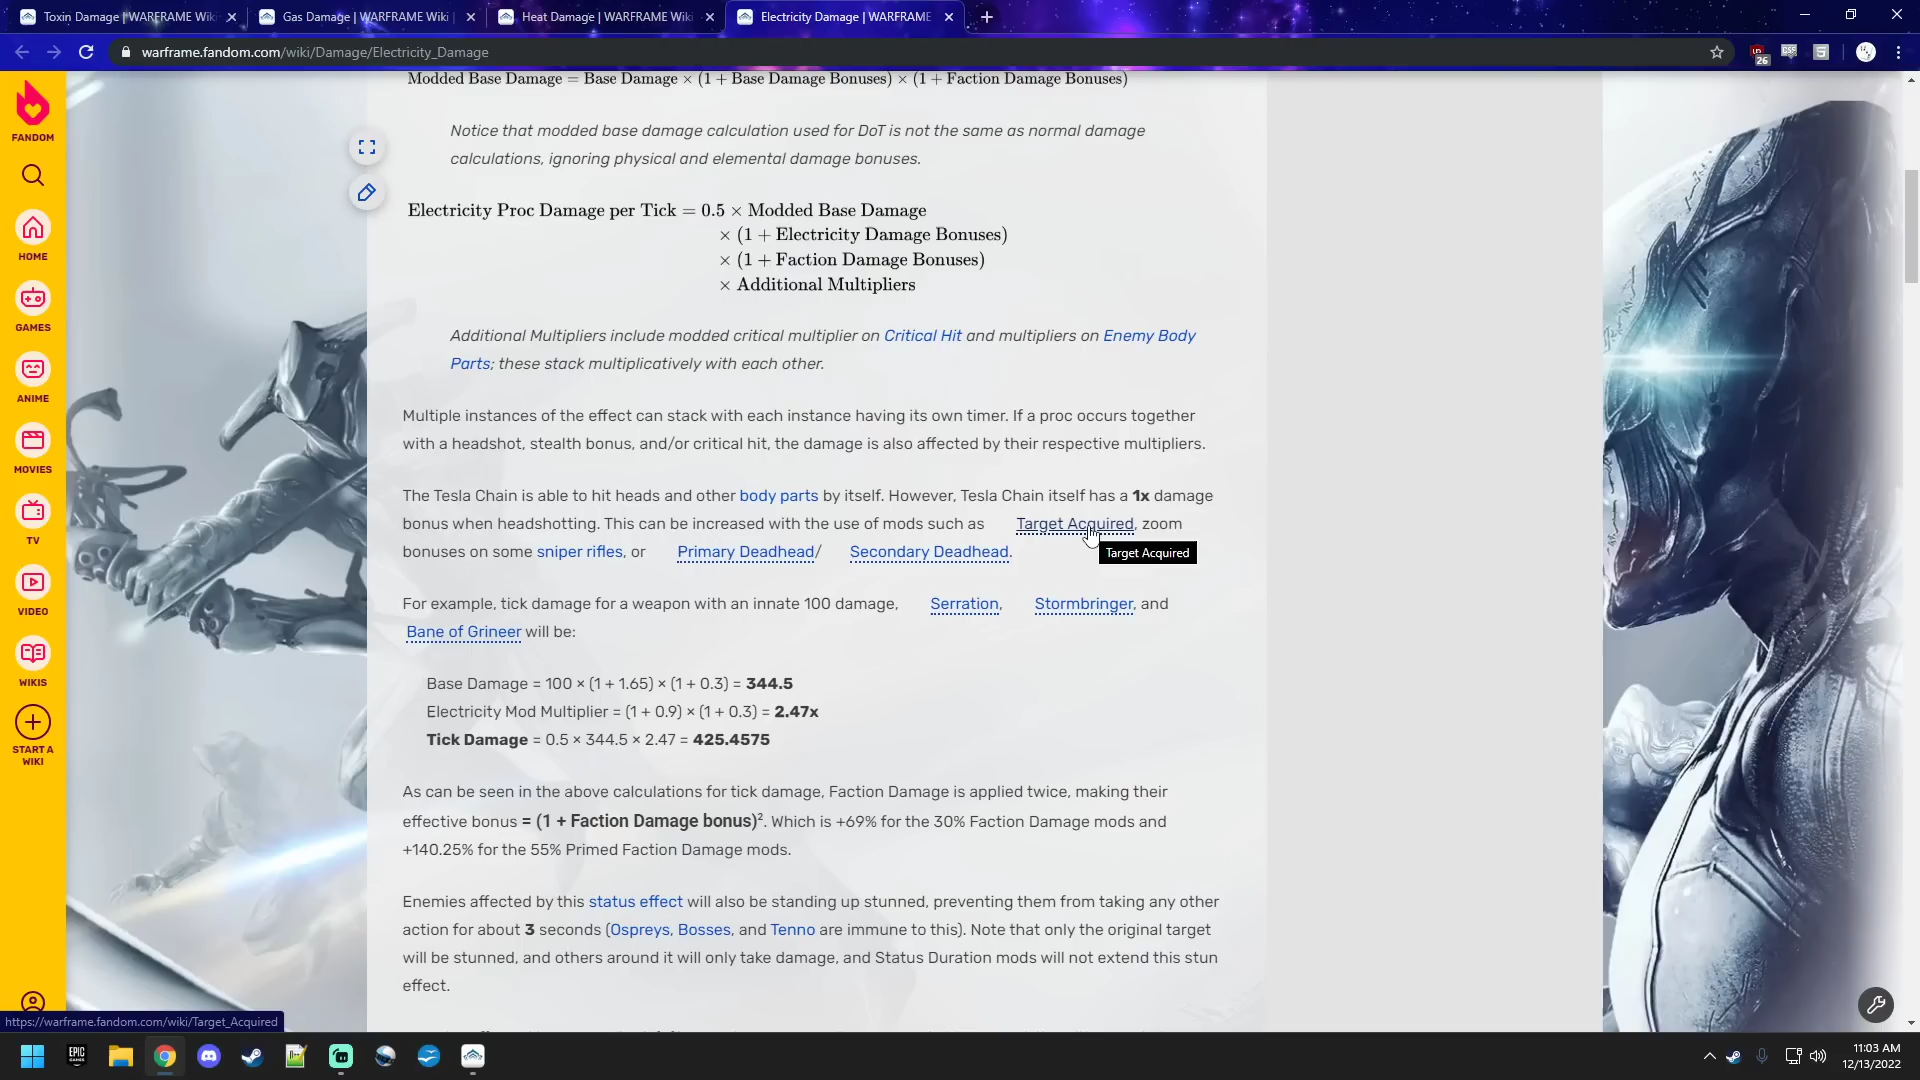 Toxin Damage | WARFRAME Wiki
Gas Damage | WARFRAME Wiki |
Heat Damage | WARFRAME Wiki
Electricity Damage | WARFRAME
warframe.fandom.com/wiki/Damage/Electricity_Damage
26
FANDOM
HOME
GAMES
ANIME
MOVIES
TV
VIDEO
WIKIS
START A
WIKI
Modded Base Damage = Base Damage × (1 + Base Damage Bonuses) × (1 + Faction Damage Bonuses)
Notice that modded base damage calculation used for DoT is not the same as normal damage
calculations, ignoring physical and elemental damage bonuses.
Electricity Proc Damage per Tick = 0.5 × Modded Base Damage
× (1 + Electricity Damage Bonuses)
× (1 + Faction Damage Bonuses)
× Additional Multipliers
Additional Multipliers include modded critical multiplier on Critical Hit and multipliers on Enemy Body
Parts; these stack multiplicatively with each other.
Multiple instances of the effect can stack with each instance having its own timer. If a proc occurs together
with a headshot, stealth bonus, and/or critical hit, the damage is also affected by their respective multipliers.
The Tesla Chain is able to hit heads and other body parts by itself. However, Tesla Chain itself has a 1x damage
bonus when headshotting. This can be increased with the use of mods such as Target Acquired, zoom
bonuses on some sniper rifles, or Primary Deadhead/ Secondary Deadhead.
Target Acquired
For example, tick damage for a weapon with an innate 100 damage, Serration, Stormbringer, and
Bane of Grineer will be:
Base Damage = 100 × (1 + 1.65) × (1 + 0.3) = 344.5
Electricity Mod Multiplier = (1 + 0.9) × (1 + 0.3) = 2.47x
Tick Damage = 0.5 × 344.5 × 2.47 = 425.4575
As can be seen in the above calculations for tick damage, Faction Damage is applied twice, making their
effective bonus = (1 + Faction Damage bonus)². Which is +69% for the 30% Faction Damage mods and
+140.25% for the 55% Primed Faction Damage mods.
Enemies affected by this status effect will also be standing up stunned, preventing them from taking any other
action for about 3 seconds (Ospreys, Bosses, and Tenno are immune to this). Note that only the original target
will be stunned, and others around it will only take damage, and Status Duration mods will not extend this stun
effect.
https://warframe.fandom.com/wiki/Target_Acquired
EPIC
GAMES
11:03 AM
12/13/2022